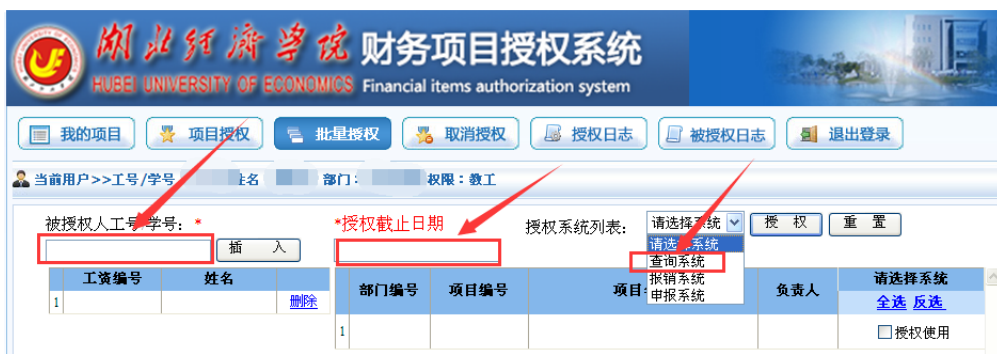 湖北经济学院 财务项目授权系统
HUBEI UNIVERSITY OF ECONOMICS Financial items authorization system
我的项目 项目授权 批量授权 取消授权 授权日志 被授权日志 退出登录
当前用户>>工号/学号 姓名 部门: 权限:教工
被授权人工号/学号: * *授权截止日期 授权系统列表: 请选择系统 授 权 重 置
插 入
请选择系统
查询系统
报销系统
申报系统
工资编号 姓名 部门编号 项目编号 项目 负责人 请选择系统
全选 反选
1 删除
1 授权使用